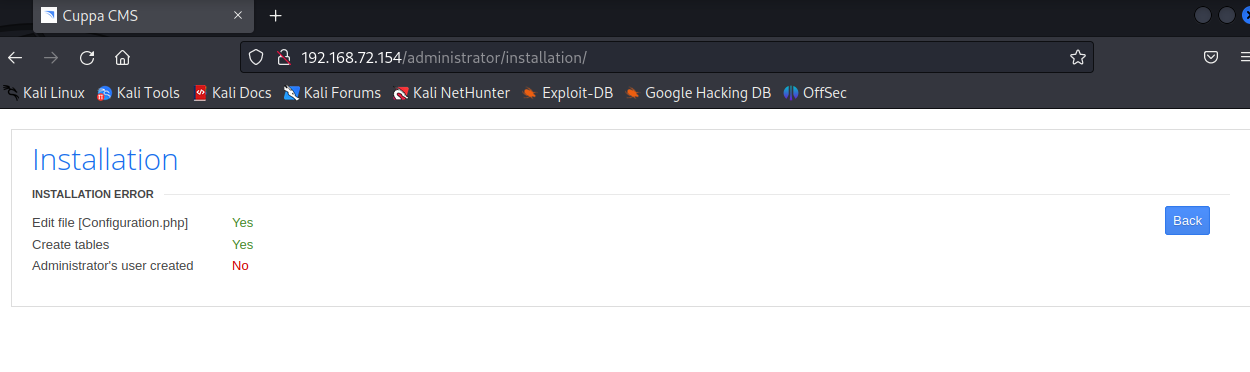 Cuppa CMS
192.168.72.154/administrator/installation/
Kali Linux Kali Tools Kali Docs Kali Forums Kali NetHunter Exploit-DB Google Hacking DB OffSec
Installation
INSTALLATION ERROR
Edit file [Configuration.php] Yes
Back
Create tables Yes
Administrator's user created No